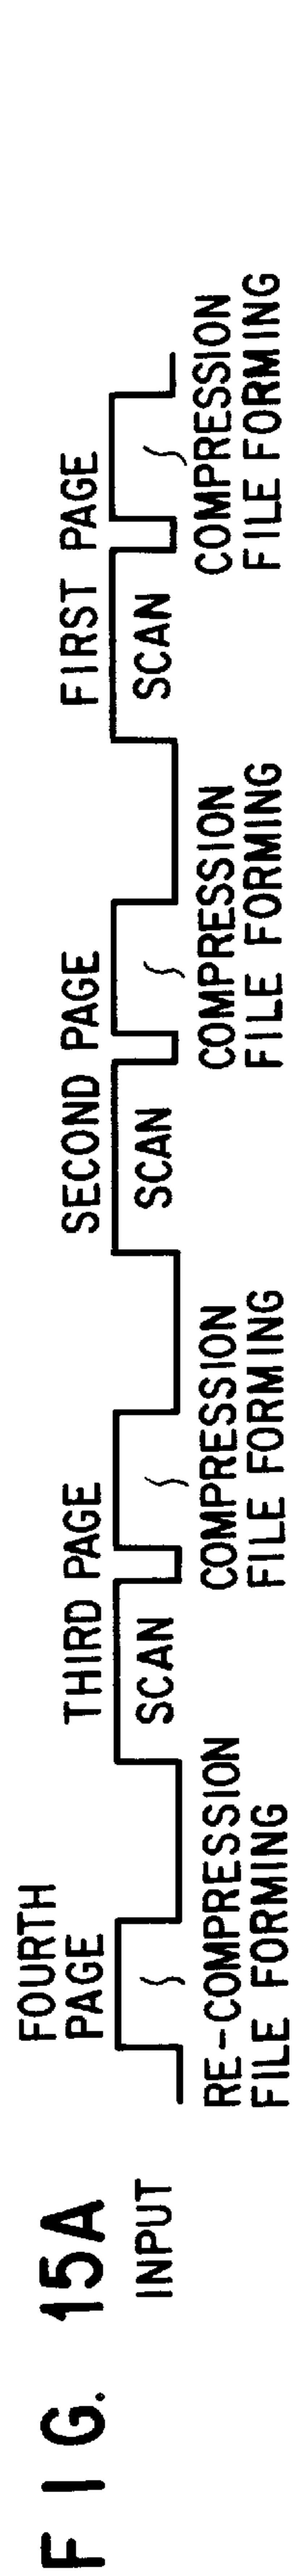 FIG. 15A
INPUT
FOURTH
PAGE
RE-COMPRESSION
FILE FORMING
THIRD PAGE
SCAN
COMPRESSION
FILE FORMING
SECOND PAGE
SCAN
COMPRESSION
FILE FORMING
FIRST PAGE
SCAN
COMPRESSION
FILE FORMING